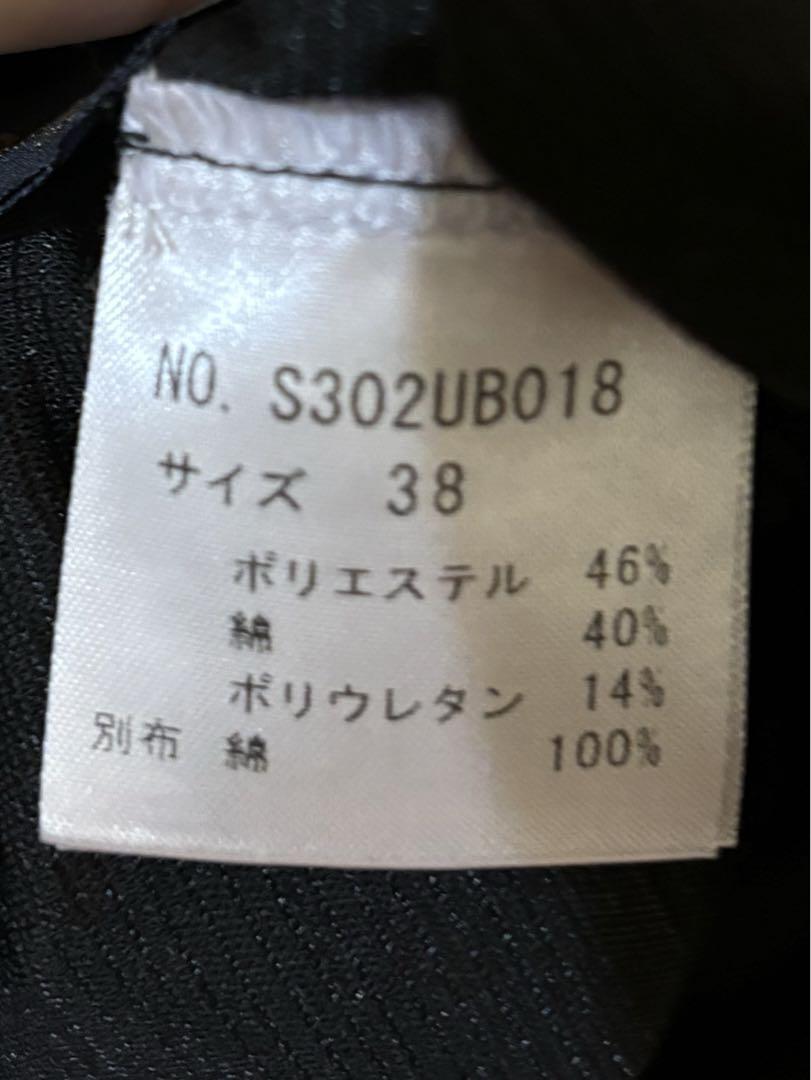 NO. S302UB018
サイズ 38
ポリエステル 46%
綿 40%
ポリウレタン 14%
別布 綿 100%